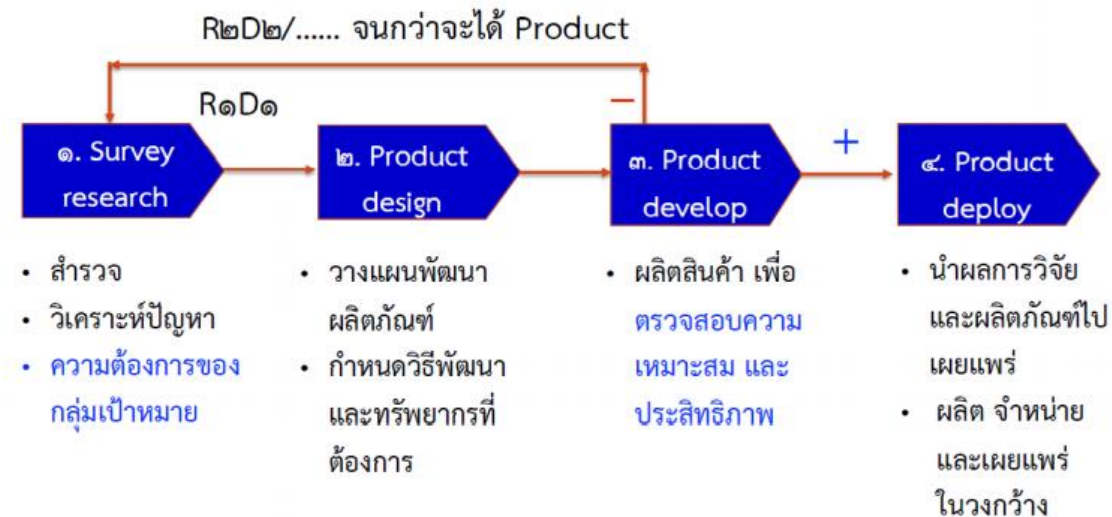 R๒D๒/...... จนกว่าจะได้ Product
R๑D๑
−
+
๑. Survey
research
๒. Product
design
๓. Product
develop
๔. Product
deploy
• สำรวจ
• วิเคราะห์ปัญหา
• ความต้องการของ
กลุ่มเป้าหมาย
• วางแผนพัฒนา
ผลิตภัณฑ์
• กำหนดวิธีพัฒนา
และทรัพยากรที่
ต้องการ
• ผลิตสินค้า เพื่อ
ตรวจสอบความ
เหมาะสม และ
ประสิทธิภาพ
• นำผลการวิจัย
และผลิตภัณฑ์ไป
เผยแพร่
• ผลิต จำหน่าย
และเผยแพร่
ในวงกว้าง